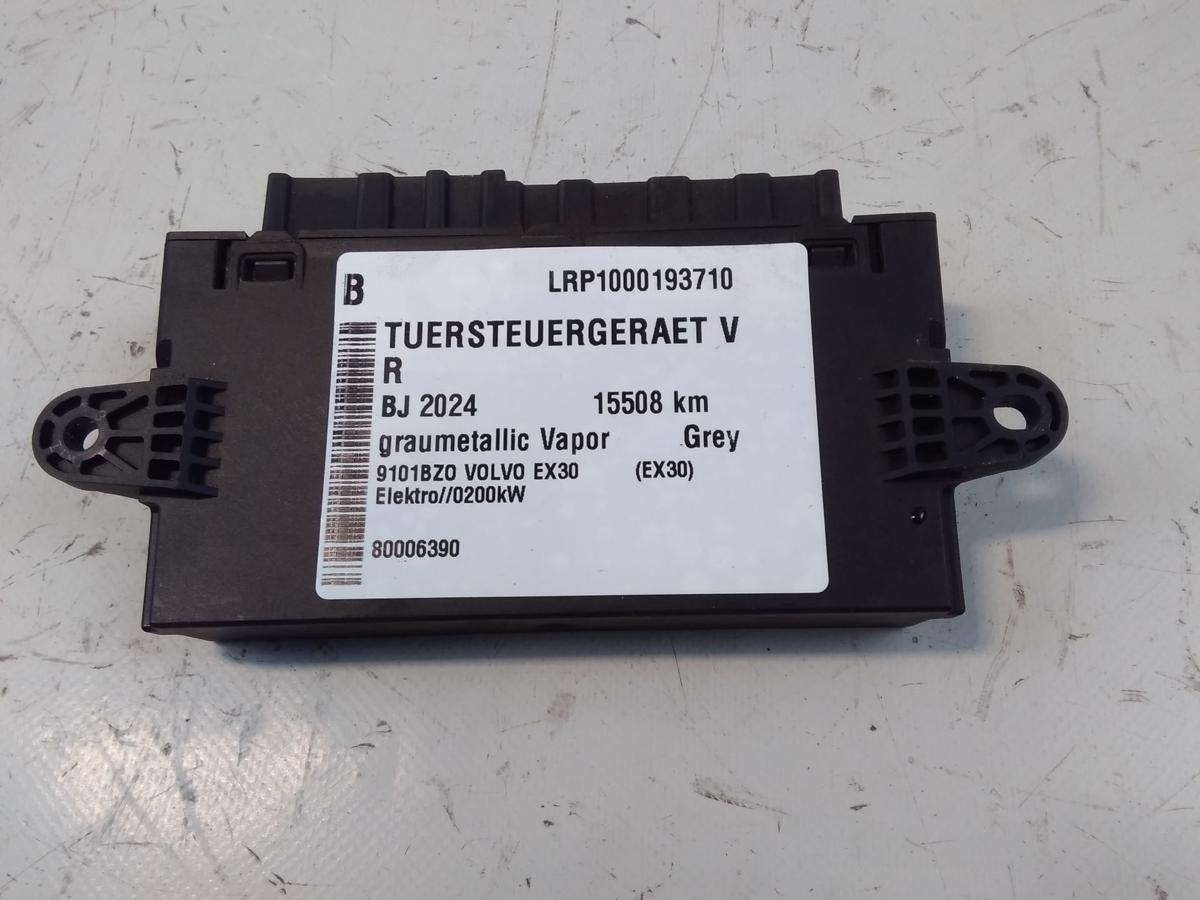 B LRP1000193710
TUERSTEUERGERAET V
R
BJ 2024 15508 km
graumetallic Vapor Grey
9101BZ0 VOLVO EX30 (EX30)
Elektro//0200kW
80006390